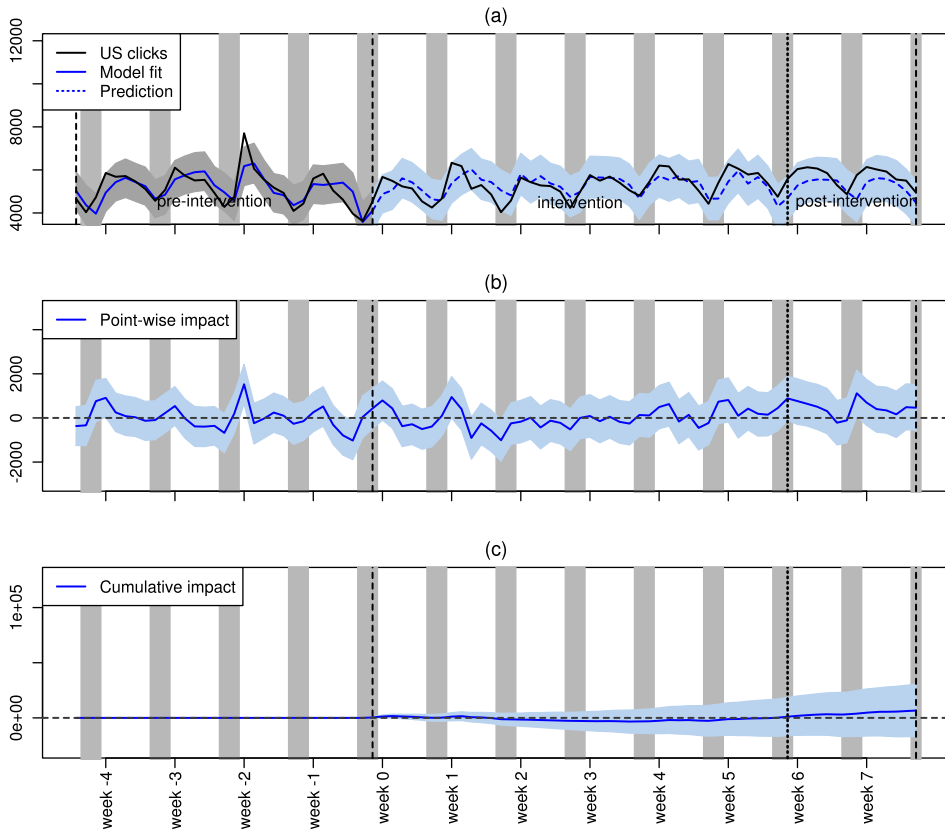 (a)
US clicks
Model fit
Prediction
12000
8000
4000
pre-intervention
intervention
post-intervention
(b)
Point-wise impact
2000
0
-2000
(c)
Cumulative impact
1e+05
0e+00
week -4
week -3
week -2
week -1
week 0
week 1
week 2
week 3
week 4
week 5
week 6
week 7